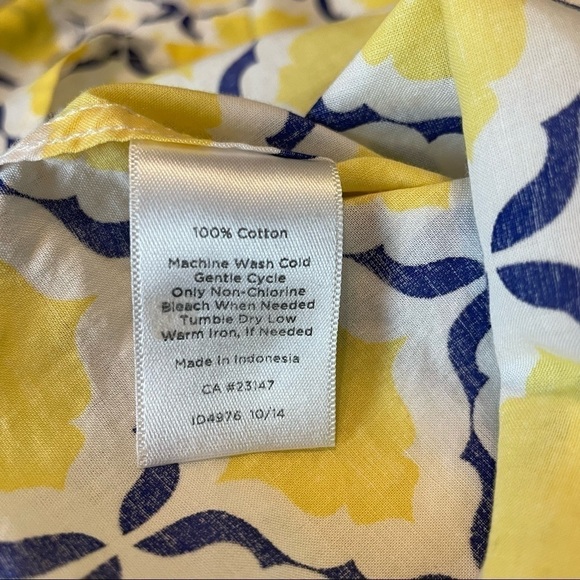 100% Cotton
Machine Wash Cold
Gentle Cycle
Only Non-Chlorine
Bleach When Needed
Tumble Dry Low
Warm Iron, If Needed
Made in Indonesia
CA #23147
ID4976 10/14